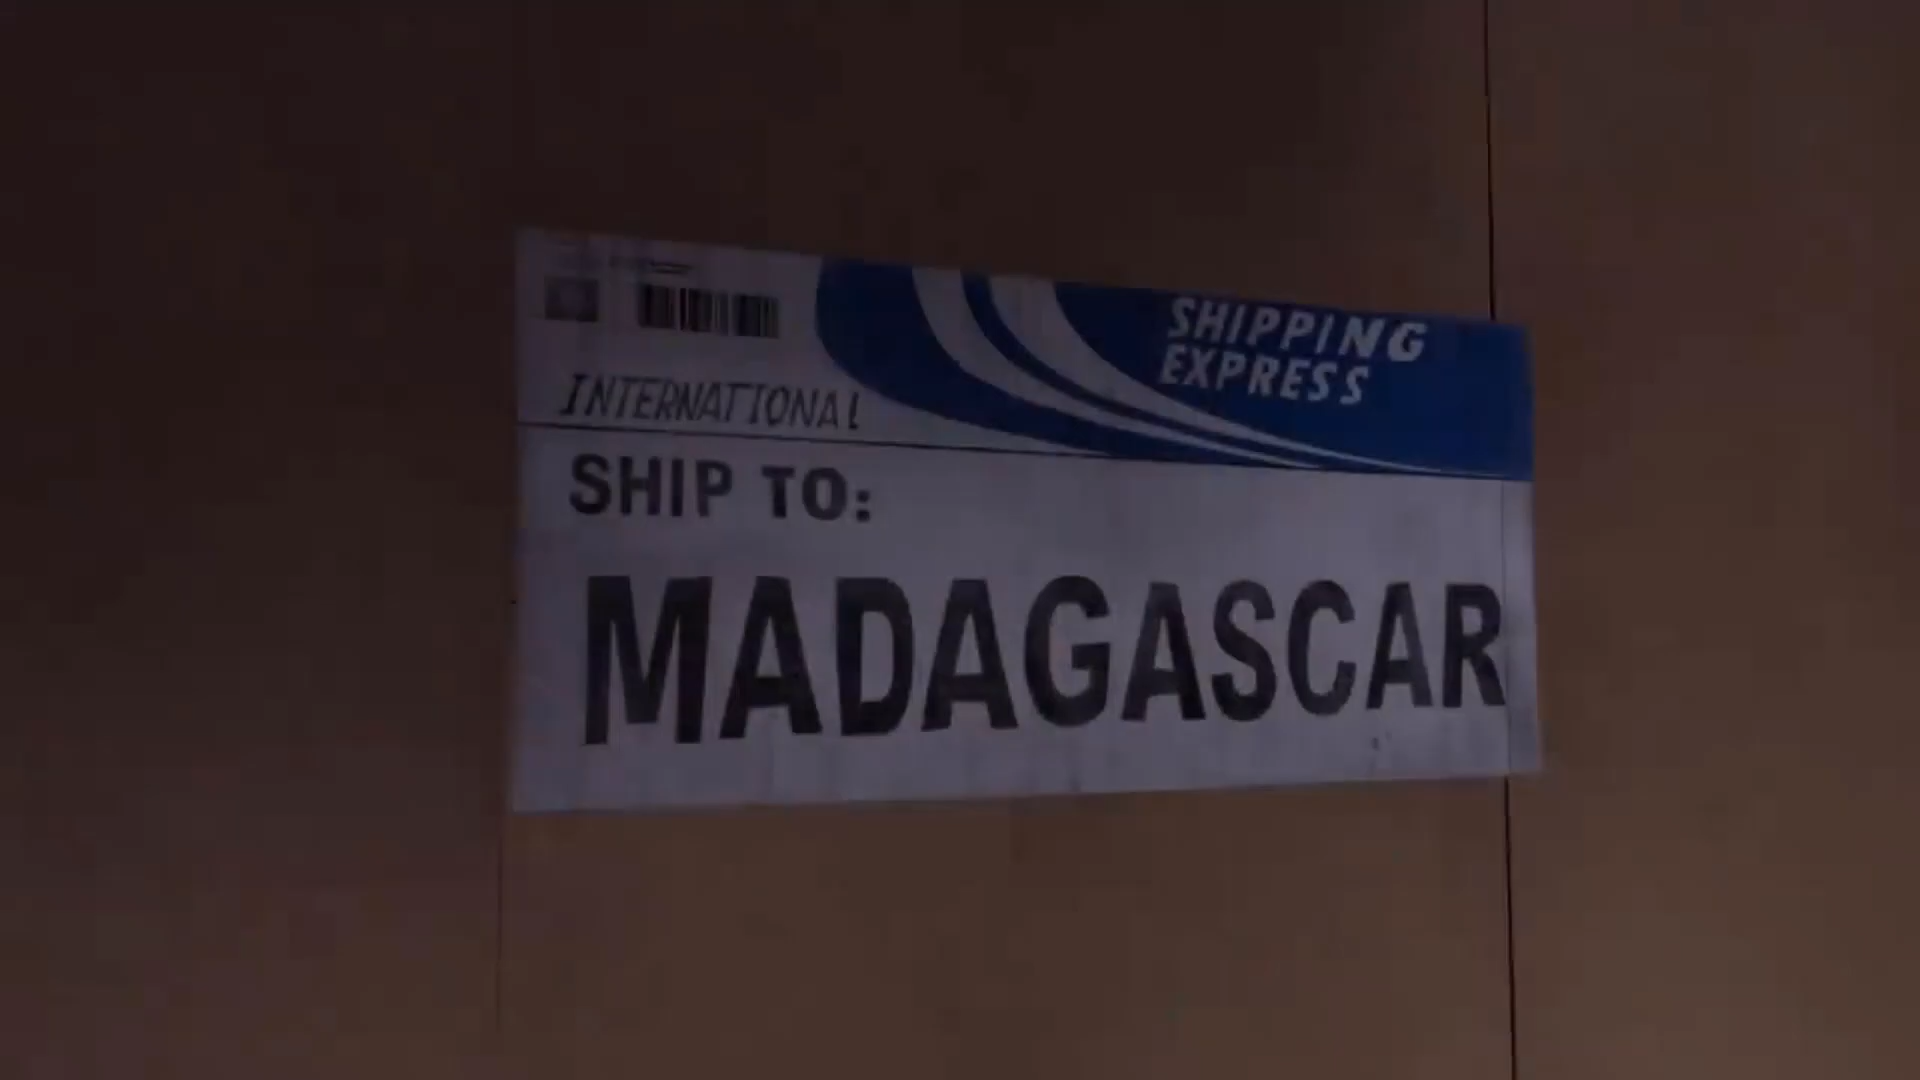 SHIPPING
EXPRESS
INTERNATIONAL
SHIP TO:
MADAGASCAR